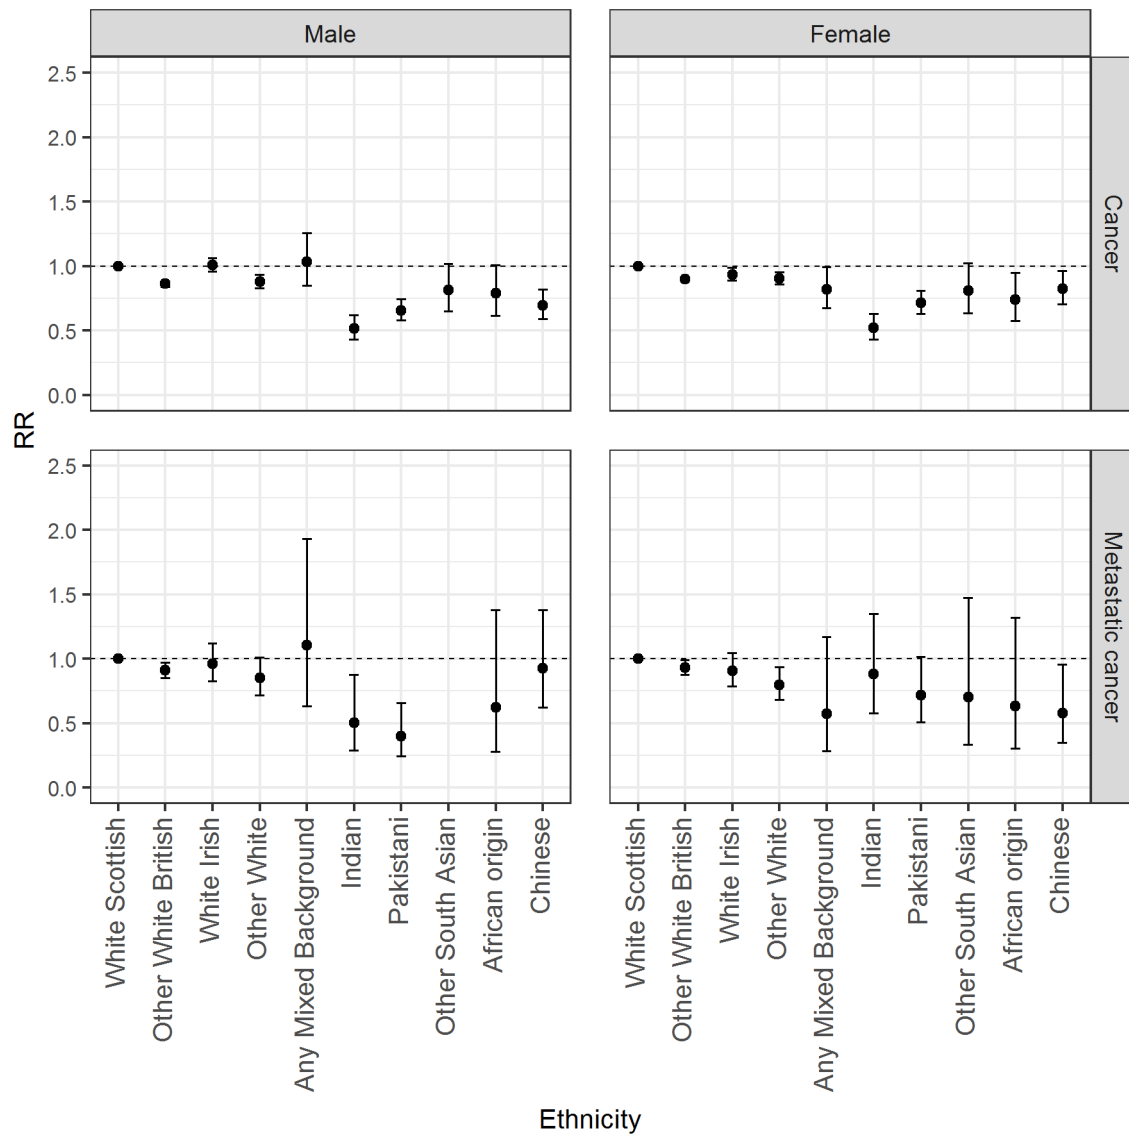 Male
Female
2.5
2.0
1.5
1.0
0.5
0.0
Cancer
RR
2.5
2.0
1.5
1.0
0.5
0.0
Metastatic cancer
White Scottish
Other White British
White Irish
Other White
Any Mixed Background
Indian
Pakistani
Other South Asian
African origin
Chinese
White Scottish
Other White British
White Irish
Other White
Any Mixed Background
Indian
Pakistani
Other South Asian
African origin
Chinese
Ethnicity